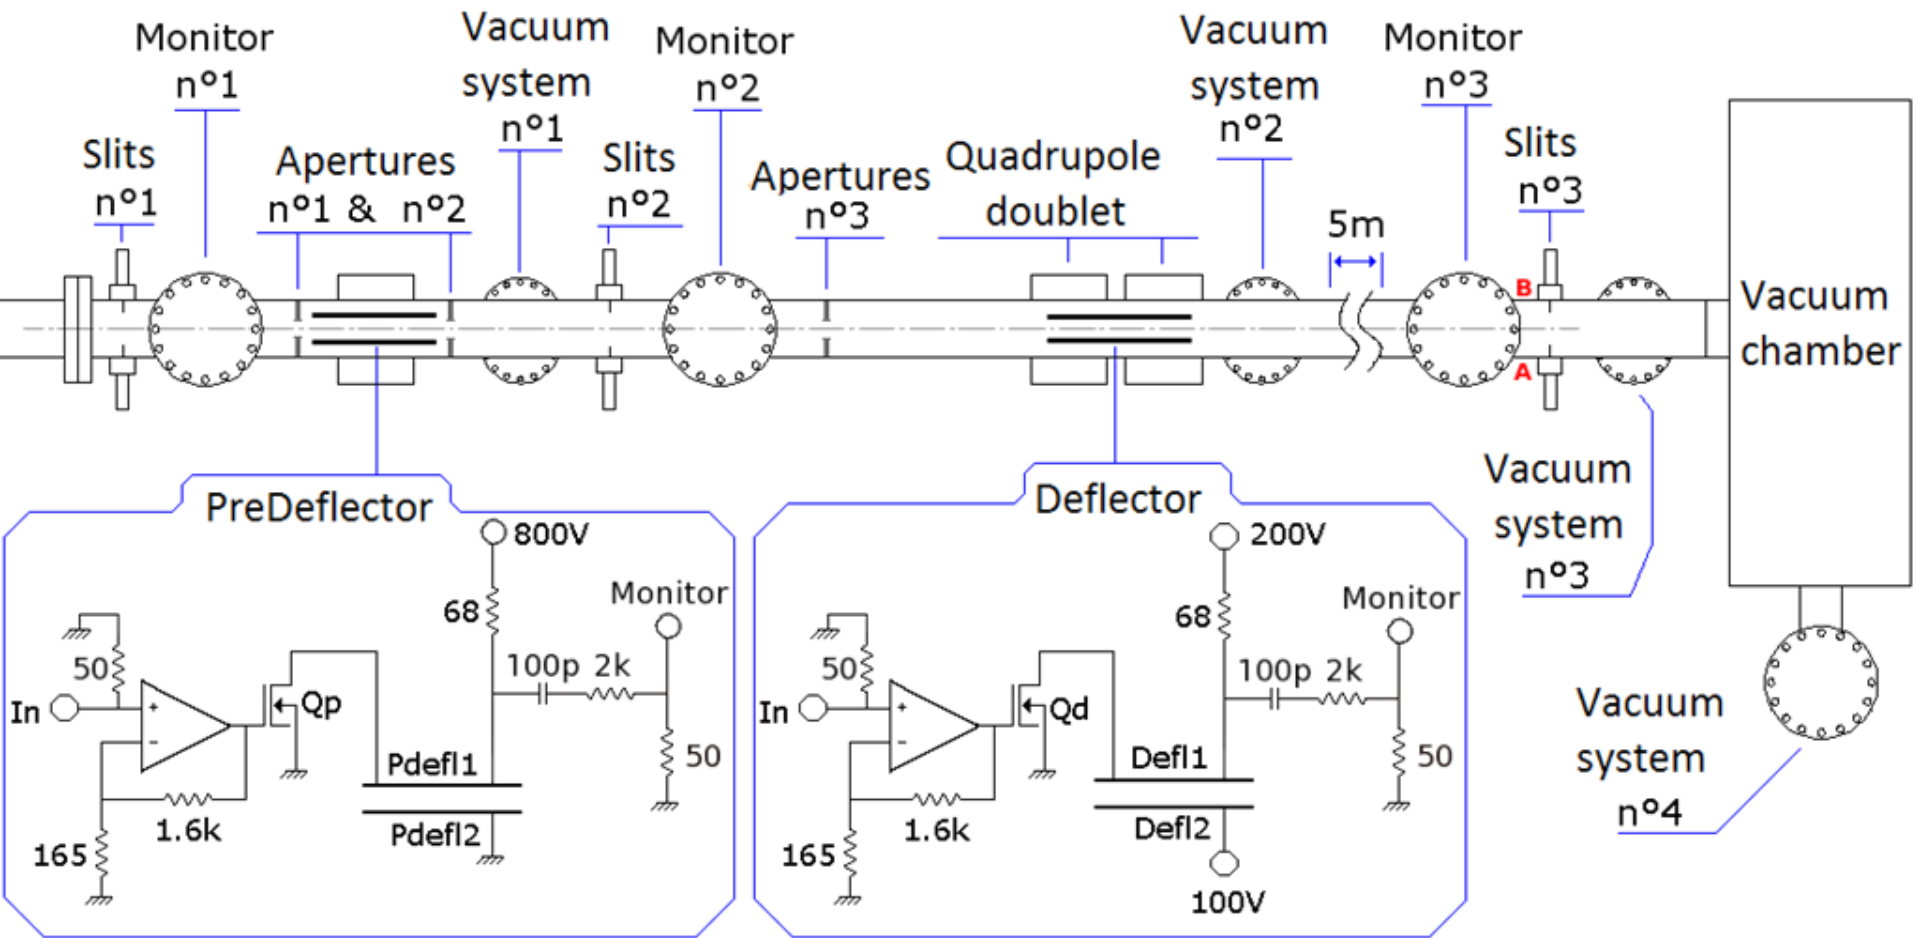 Monitor
n°1
Vacuum
system
n°1
Monitor
n°2
Vacuum
system
n°2
Monitor
n°3
Slits
n°1
Apertures
n°1 & n°2
Slits
n°2
Apertures
n°3
Quadrupole
doublet
5m
Slits
n°3
B
A
Vacuum
chamber
Vacuum
system
n°3
Vacuum
system
n°4
PreDeflector
800V
Monitor
68
50
100p 2k
In
+
-
Qp
50
Pdefl1
1.6k
Pdefl2
165
Deflector
200V
Monitor
68
50
100p 2k
In
+
-
Qd
50
Defl1
1.6k
Defl2
165
100V